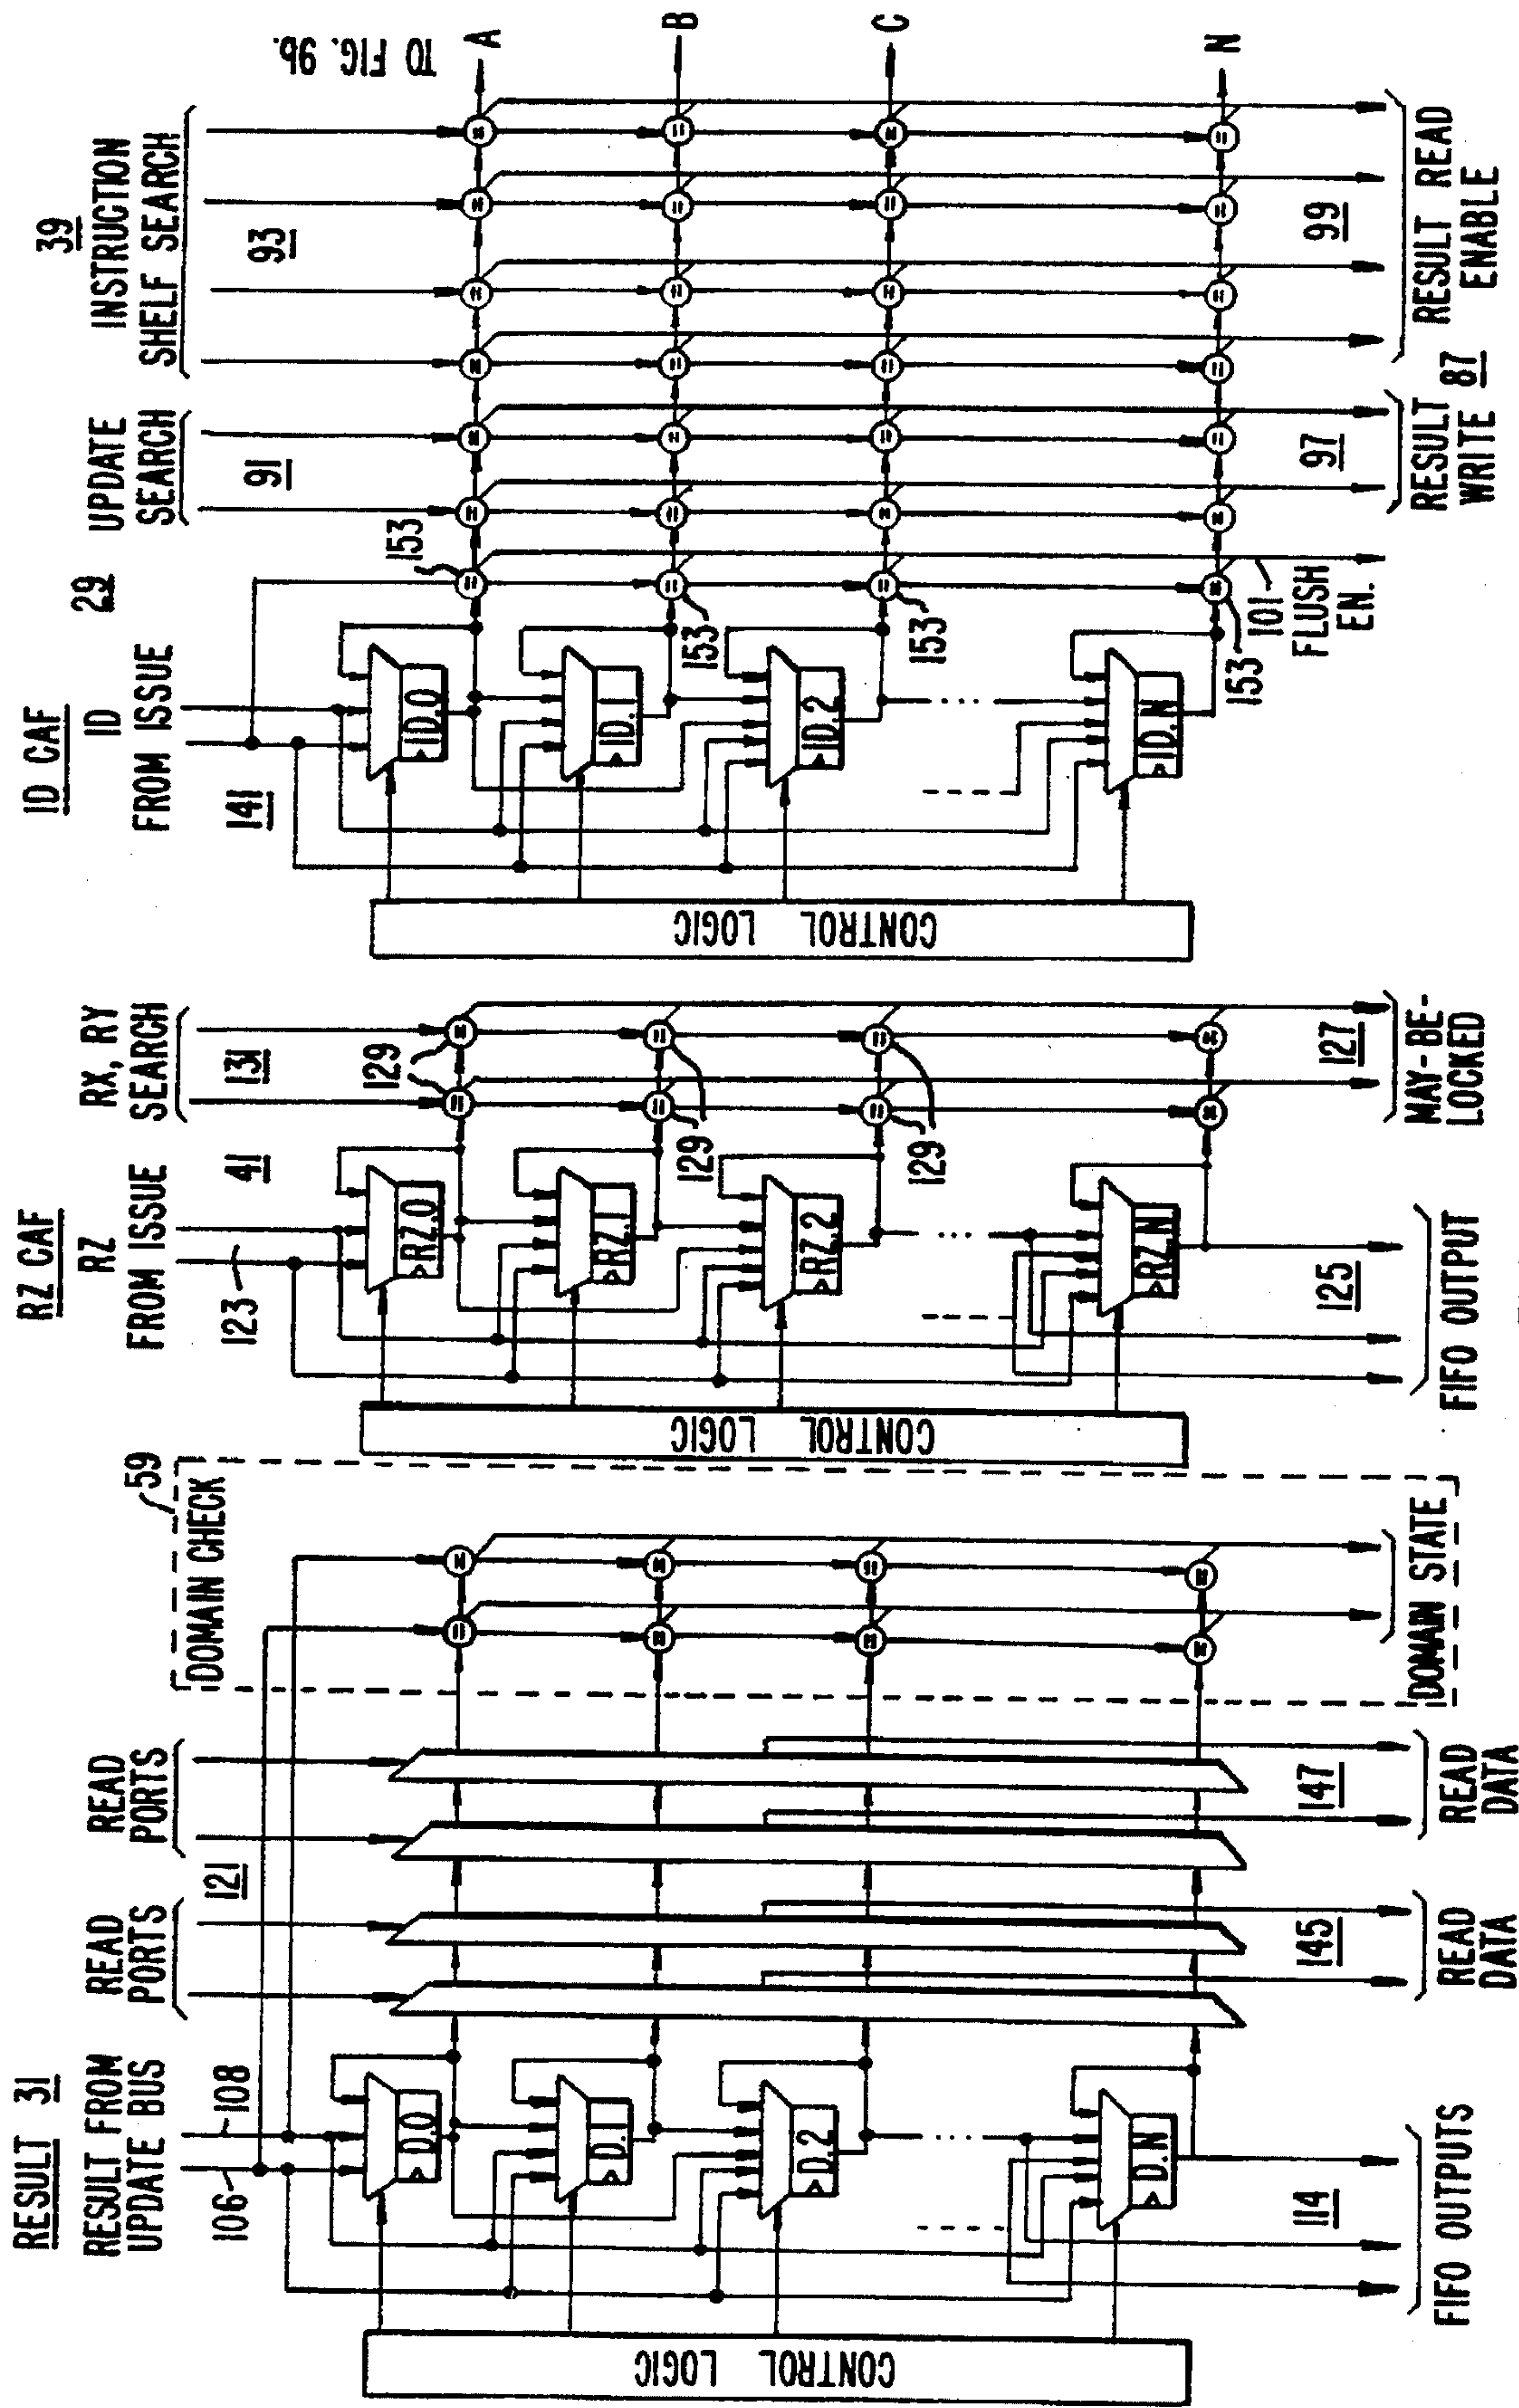 RESULT 31
RESULT FROM
UPDATE BUS
106
108
READ
PORTS
121
READ
PORTS
59
DOMAIN CHECK
CONTROL LOGIC
D.0
D.1
D.2
...
D.N
FIFO OUTPUTS
114
READ
DATA
145
READ
DATA
147
DOMAIN STATE
RZ CAF
RZ
FROM ISSUE
123
41
RX, RY
SEARCH
131
129
129
129
CONTROL LOGIC
RZ.0
RZ.1
RZ.2
...
RZ.N
FIFO OUTPUT
125
MAY-BE-
LOCKED
127
ID CAF
ID
29
FROM ISSUE
141
UPDATE
SEARCH
91
39
INSTRUCTION
SHELF SEARCH
93
TO FIG. 9b.
CONTROL LOGIC
ID.0
ID.1
ID.2
...
ID.N
153
153
153
153
A
B
C
N
101
FLUSH
EN.
97
RESULT
WRITE 87
99
RESULT READ
ENABLE